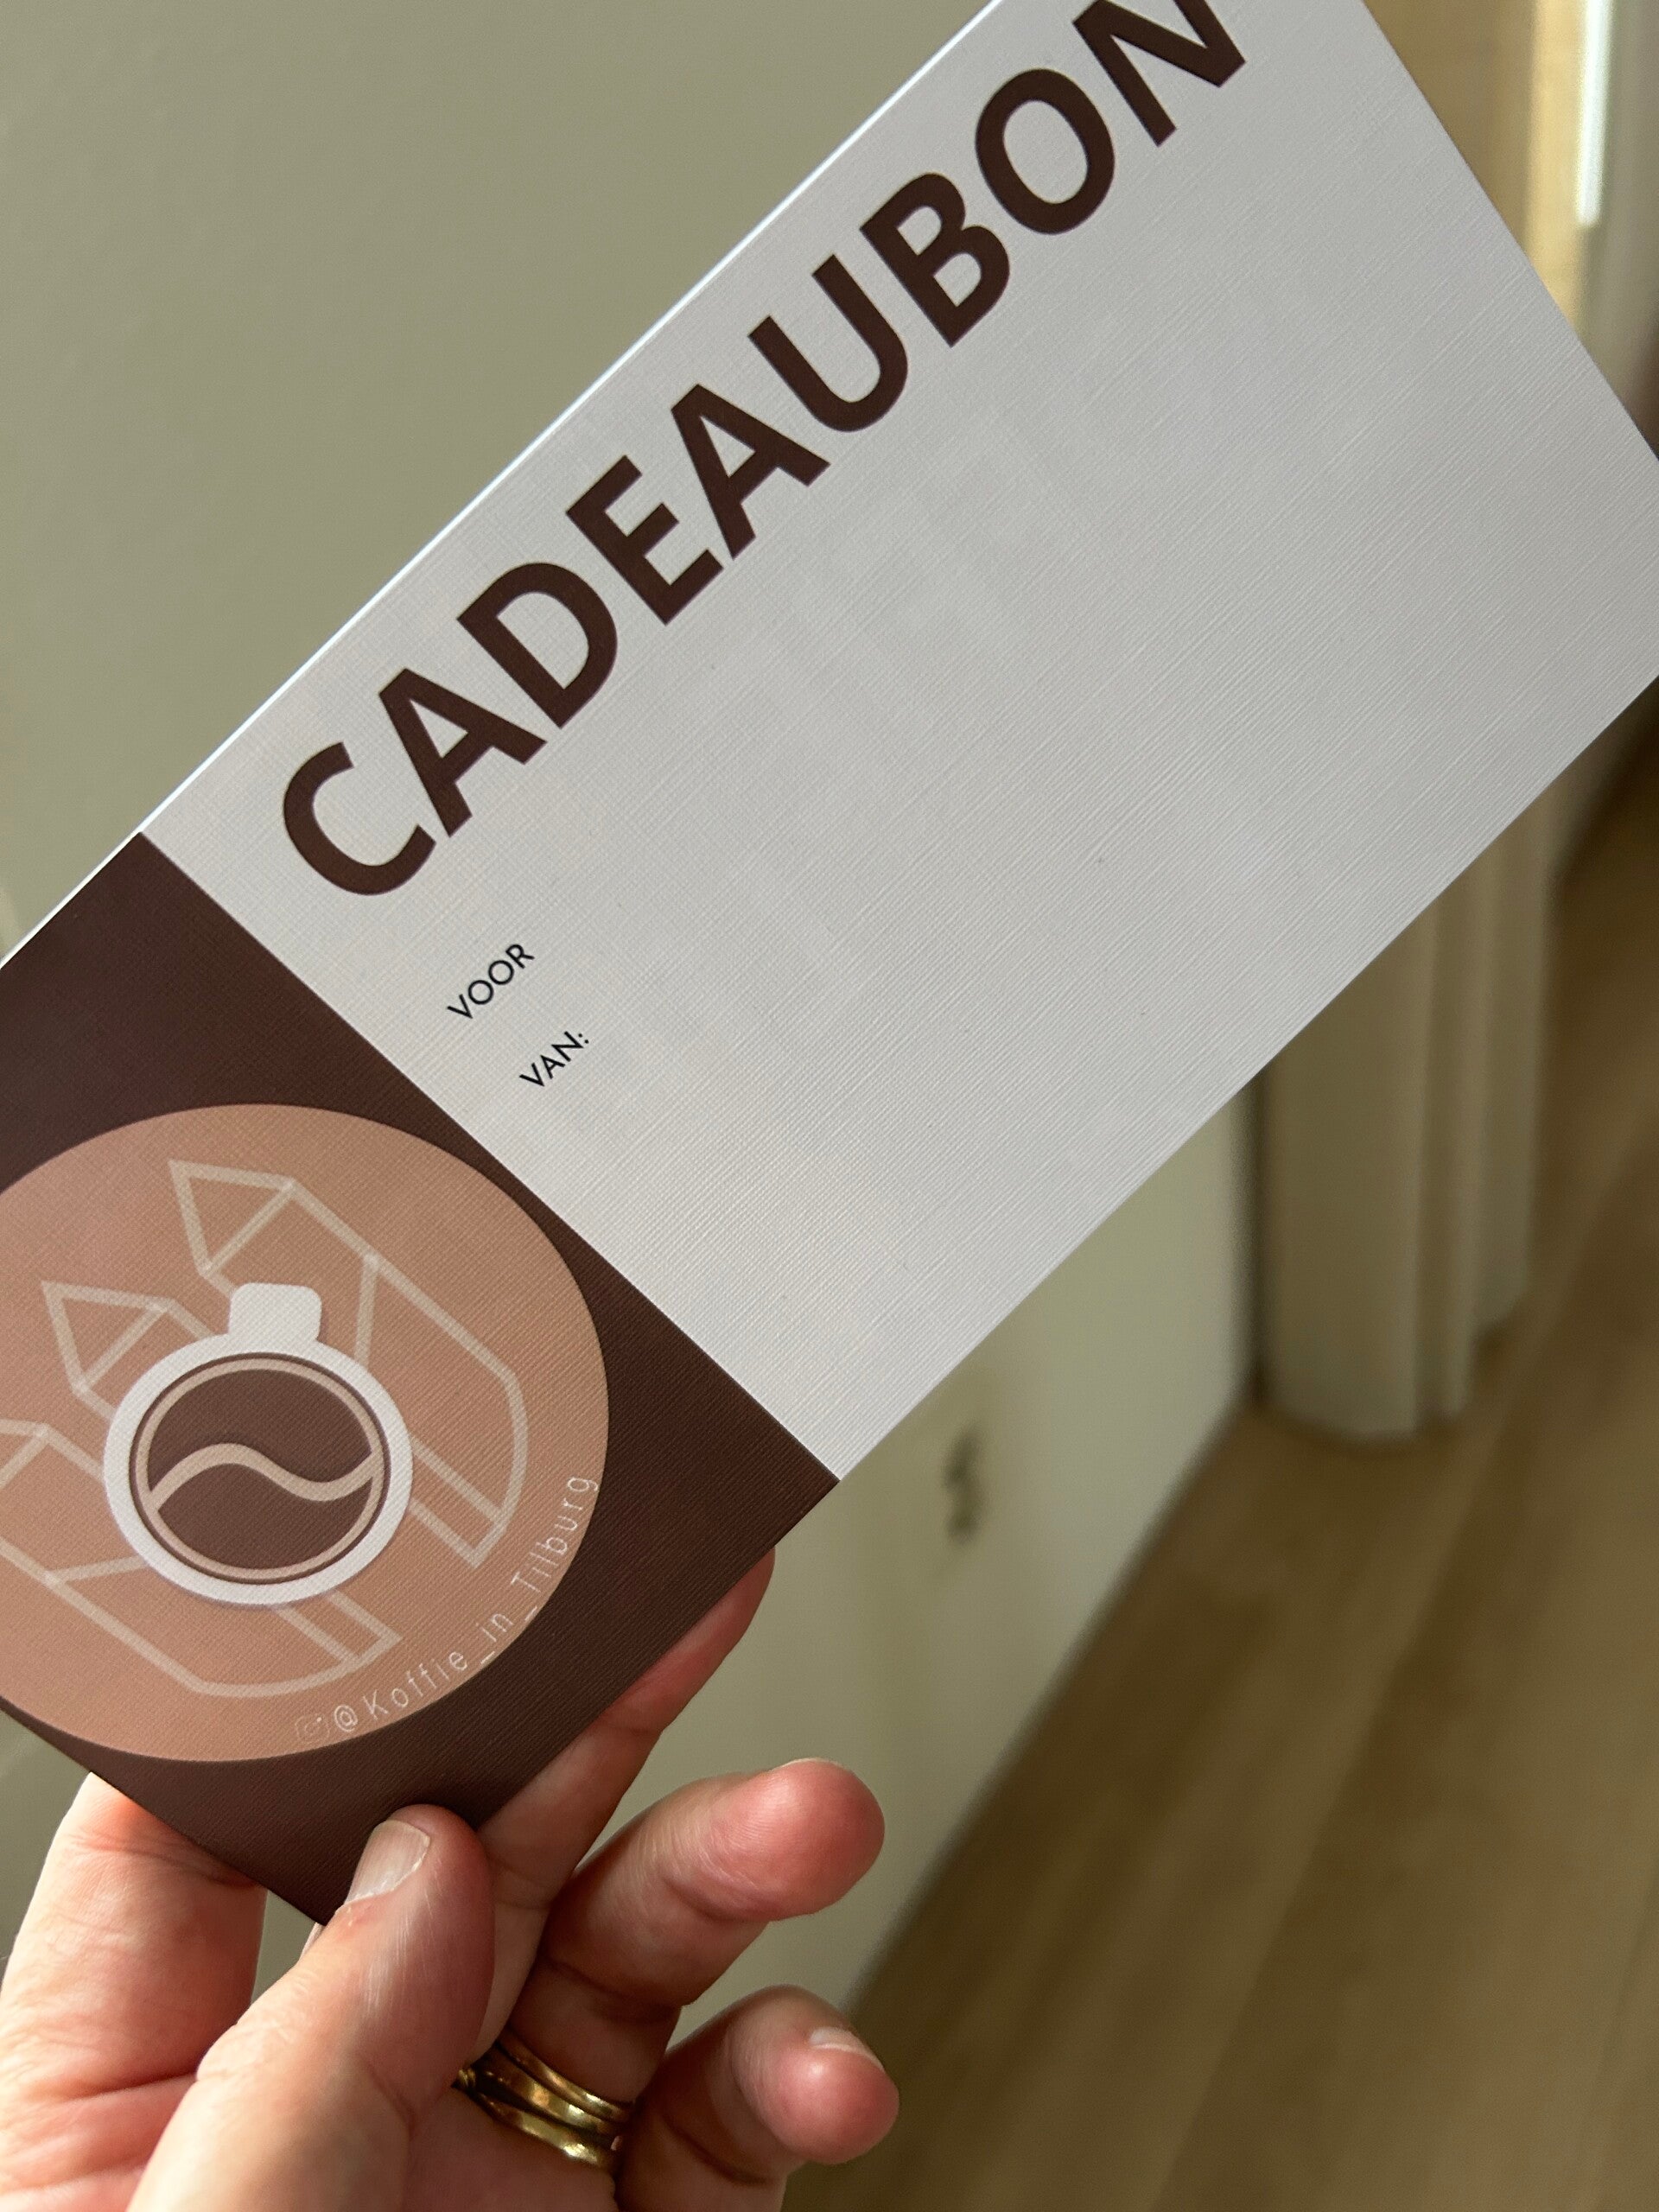 CADEAUBON
VOOR
VAN:
@Koffie_in_Tilburg